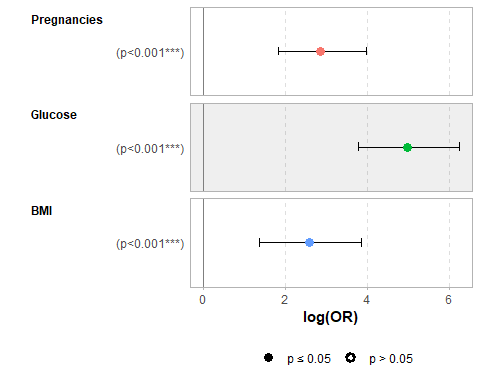 Pregnancies
(p<0.001***)
Glucose
(p<0.001***)
BMI
(p<0.001***)
0 2 4 6
log(OR)
p ≤ 0.05 p > 0.05